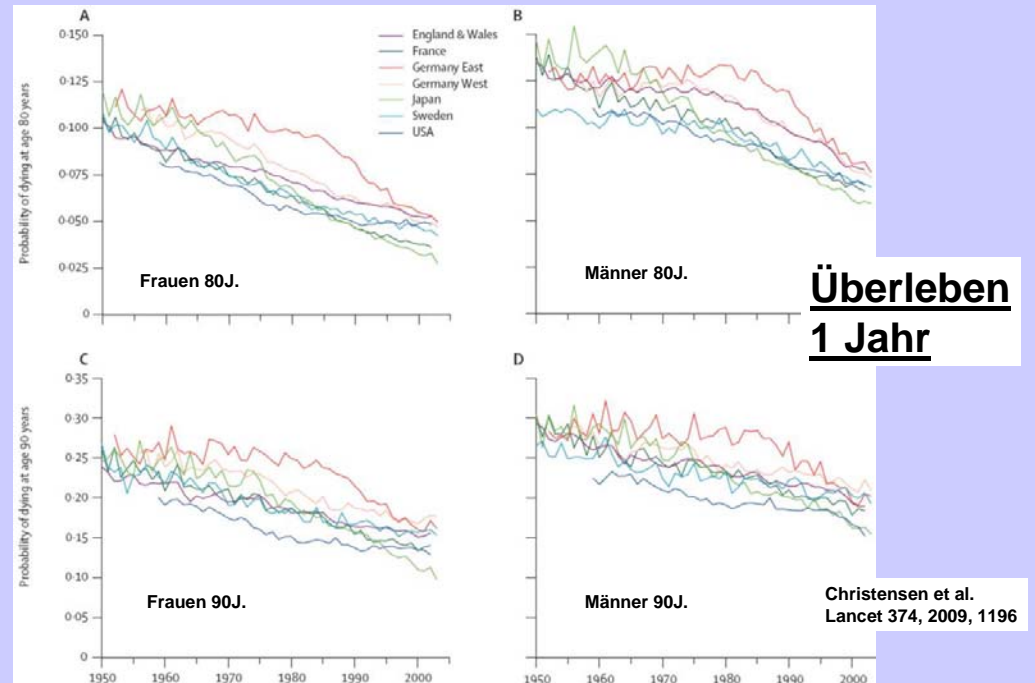 A
B
0·150
0·125
0·100
0·075
0·050
0·025
0
Probability of dying at age 80 years
England & Wales
France
Germany East
Germany West
Japan
Sweden
USA
Frauen 80J.
Männer 80J.
Überleben
1 Jahr
C
D
0·35
0·30
0·25
0·20
0·15
0·10
0·05
0
Probability of dying at age 90 years
Frauen 90J.
Männer 90J.
Christensen et al.
Lancet 374, 2009, 1196
1950 1960 1970 1980 1990 2000
1950 1960 1970 1980 1990 2000